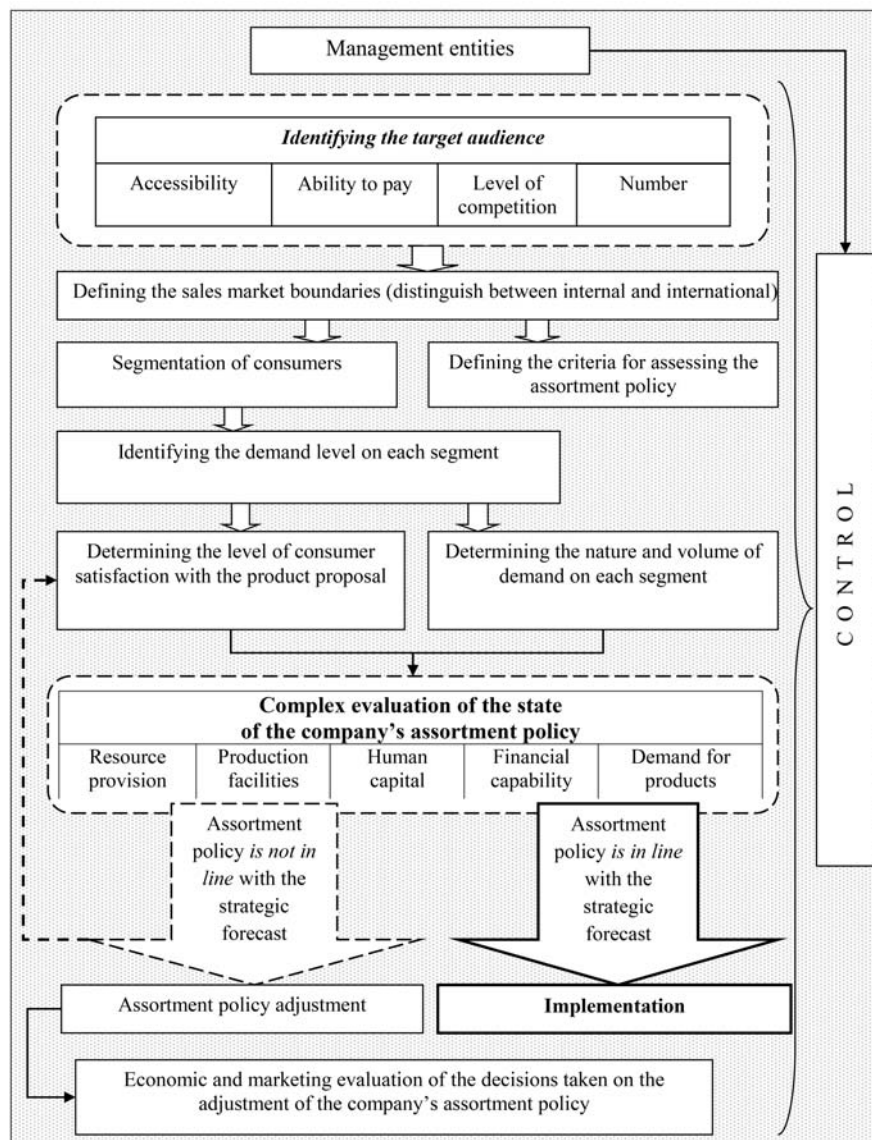 Management entities
Identifying the target audience
Accessibility
Ability to pay
Level of
competition
Number
Defining the sales market boundaries (distinguish between internal and international)
Segmentation of consumers
Defining the criteria for assessing the
assortment policy
Identifying the demand level on each segment
Determining the level of consumer
satisfaction with the product proposal
Determining the nature and volume of
demand on each segment
Complex evaluation of the state
of the company's assortment policy
Resource
provision
Production
facilities
Human
capital
Financial
capability
Demand for
products
Assortment
policy is not in
line with the
strategic
forecast
Assortment
policy is in line
with the
strategic
forecast
Assortment policy adjustment
Implementation
Economic and marketing evaluation of the decisions taken on the
adjustment of the company's assortment policy
CONTROL